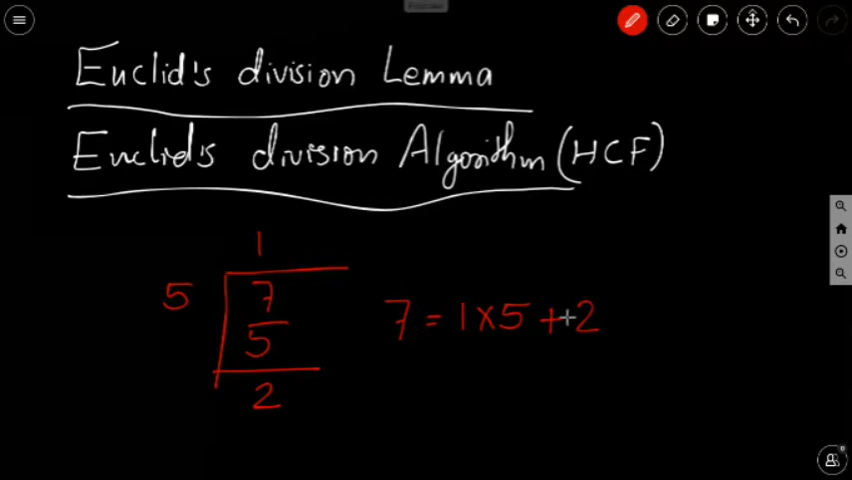 Euclid's division Lemma
Euclid's division Algorithm (HCF)
1
5 7
5
2
7 = 1 x 5 + 2